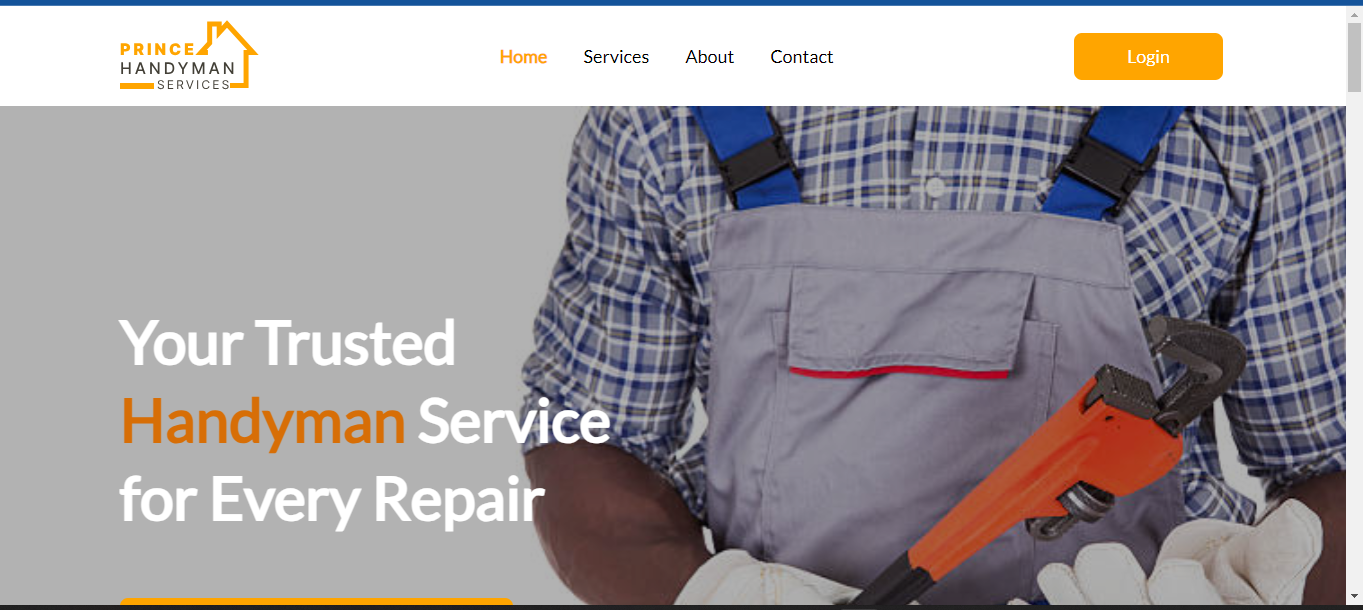 PRINCE
HANDYMAN
SERVICES
Home Services About Contact
Login
Your Trusted
Handyman Service
for Every Repair